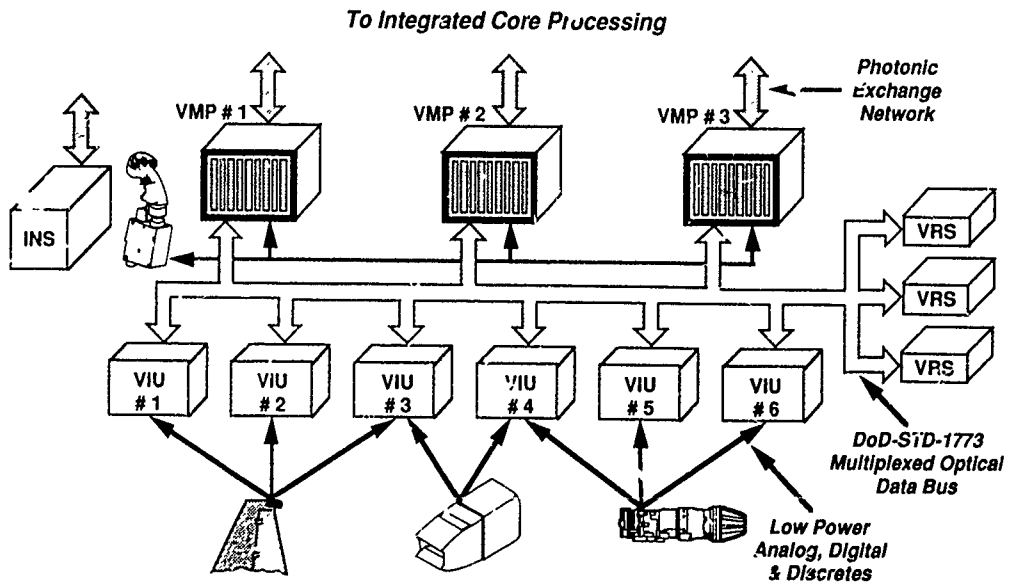 To Integrated Core Processing
VMP # 1
VMP # 2
VMP # 3
Photonic
Exchange
Network
INS
VRS
VRS
VRS
VIU
# 1
VIU
# 2
VIU
# 3
VIU
# 4
VIU
# 5
VIU
# 6
DoD-STD-1773
Multiplexed Optical
Data Bus
Low Power
Analog, Digital
& Discretes